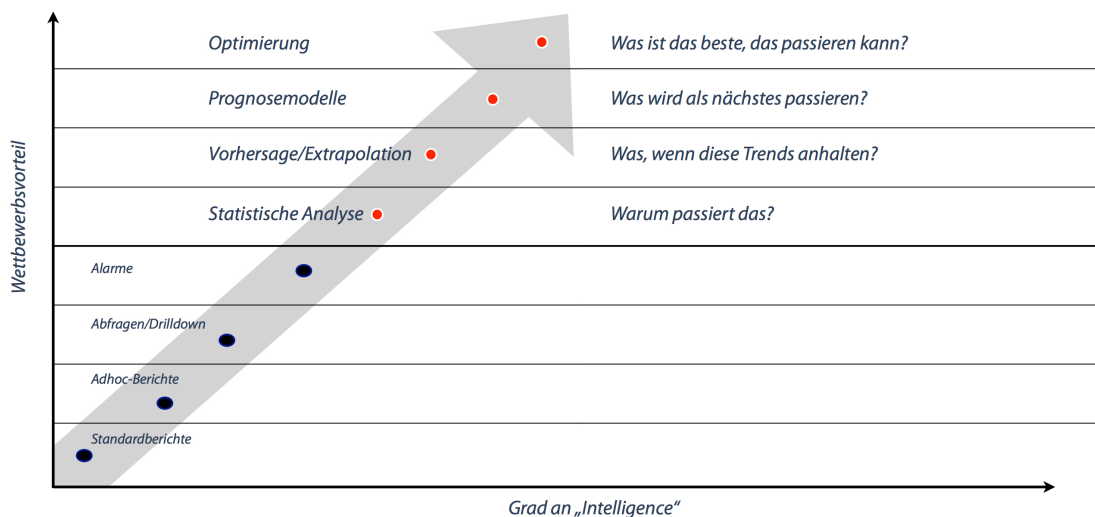 Optimierung
Was ist das beste, das passieren kann?
Prognosemodelle
Was wird als nächstes passieren?
Vorhersage/Extrapolation
Was, wenn diese Trends anhalten?
Statistische Analyse
Warum passiert das?
Wettbewerbsvorteil
Alarme
Abfragen/Drilldown
Adhoc-Berichte
Standardberichte
Grad an „Intelligence“